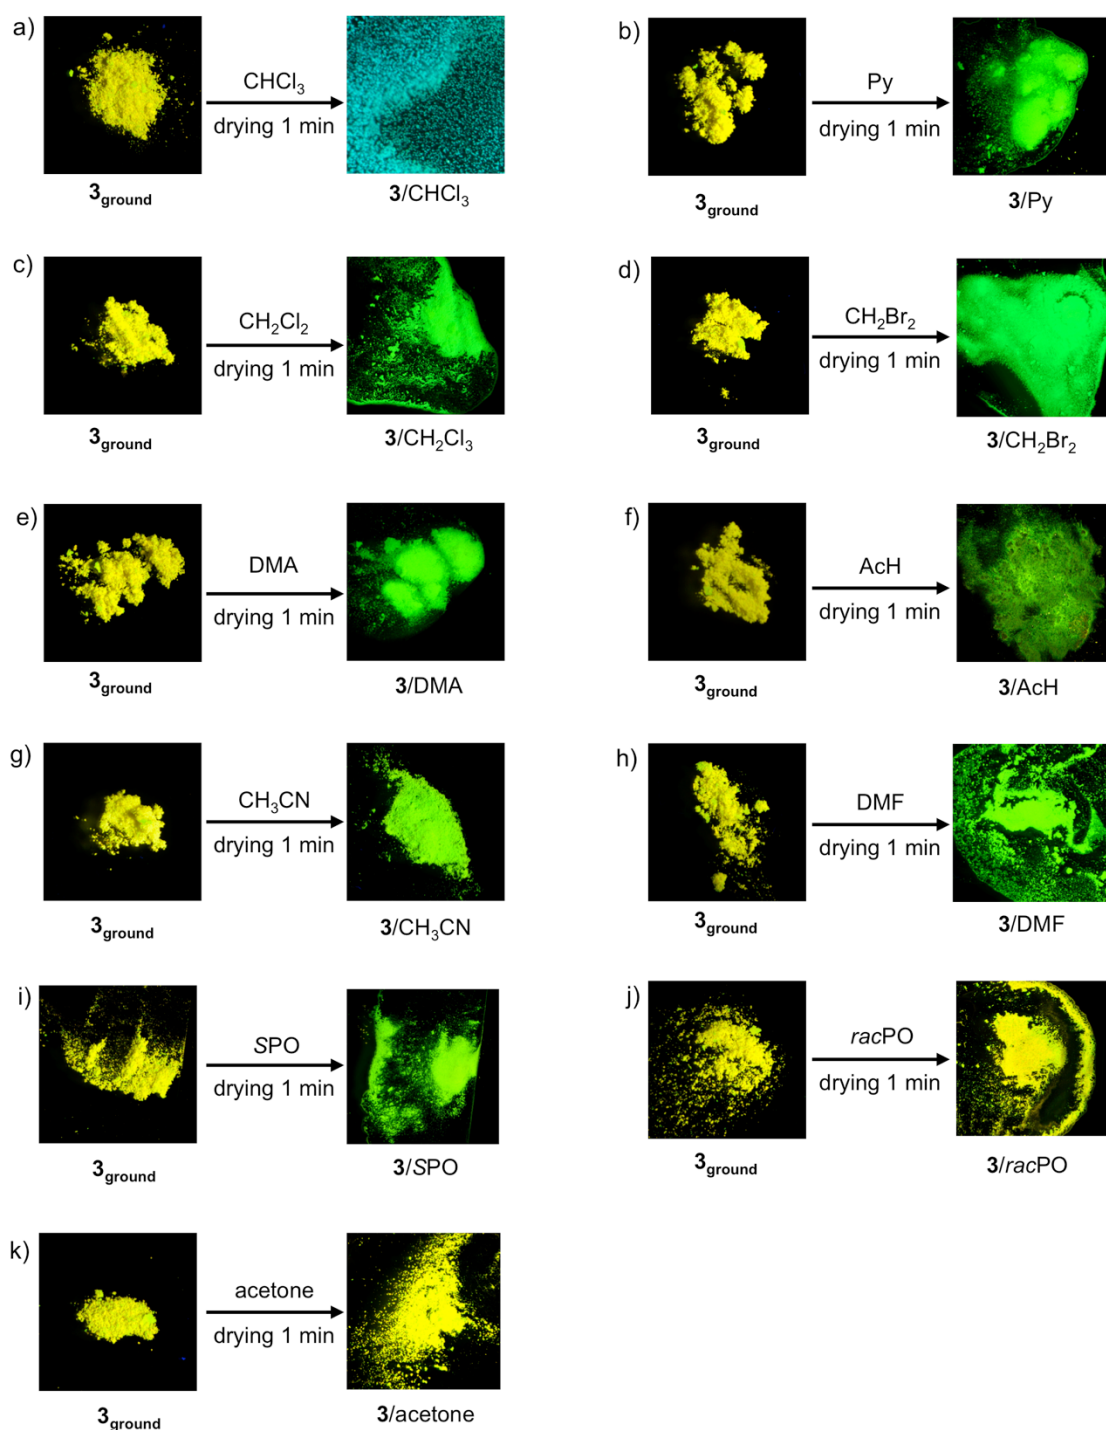 a)
CHCl₃
drying 1 min
3ground
3/CHCl₃
b)
Py
drying 1 min
3ground
3/Py
c)
CH₂Cl₂
drying 1 min
3ground
3/CH₂Cl₃
d)
CH₂Br₂
drying 1 min
3ground
3/CH₂Br₂
e)
DMA
drying 1 min
3ground
3/DMA
f)
AcH
drying 1 min
3ground
3/AcH
g)
CH₃CN
drying 1 min
3ground
3/CH₃CN
h)
DMF
drying 1 min
3ground
3/DMF
i)
SPO
drying 1 min
3ground
3/SPO
j)
racPO
drying 1 min
3ground
3/racPO
k)
acetone
drying 1 min
3ground
3/acetone